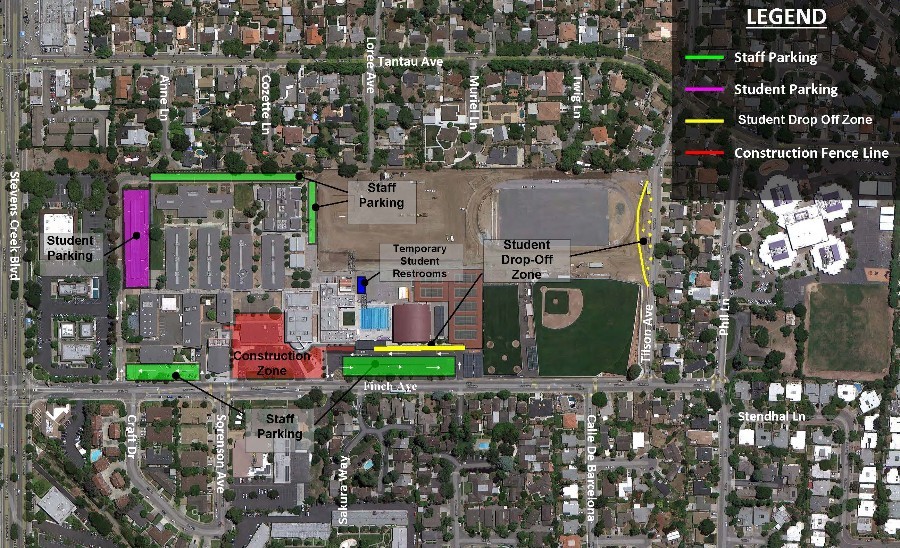 LEGEND
Staff Parking
Student Parking
Student Drop Off Zone
Construction Fence Line
Tantau Ave
Loree Ave
Anne Ln
Cozette Ln
Muriel Ln
Twig Ln
Stevens Creek Blvd
Staff
Parking
Student
Parking
Temporary
Student
Restrooms
Student
Drop-Off
Zone
Construction
Zone
Finch Ave
Tilson Ave
Phil Ln
Staff
Parking
Craft Dr
Sorenson Ave
Sakura Way
Calle De Barcelona
Stendhal Ln